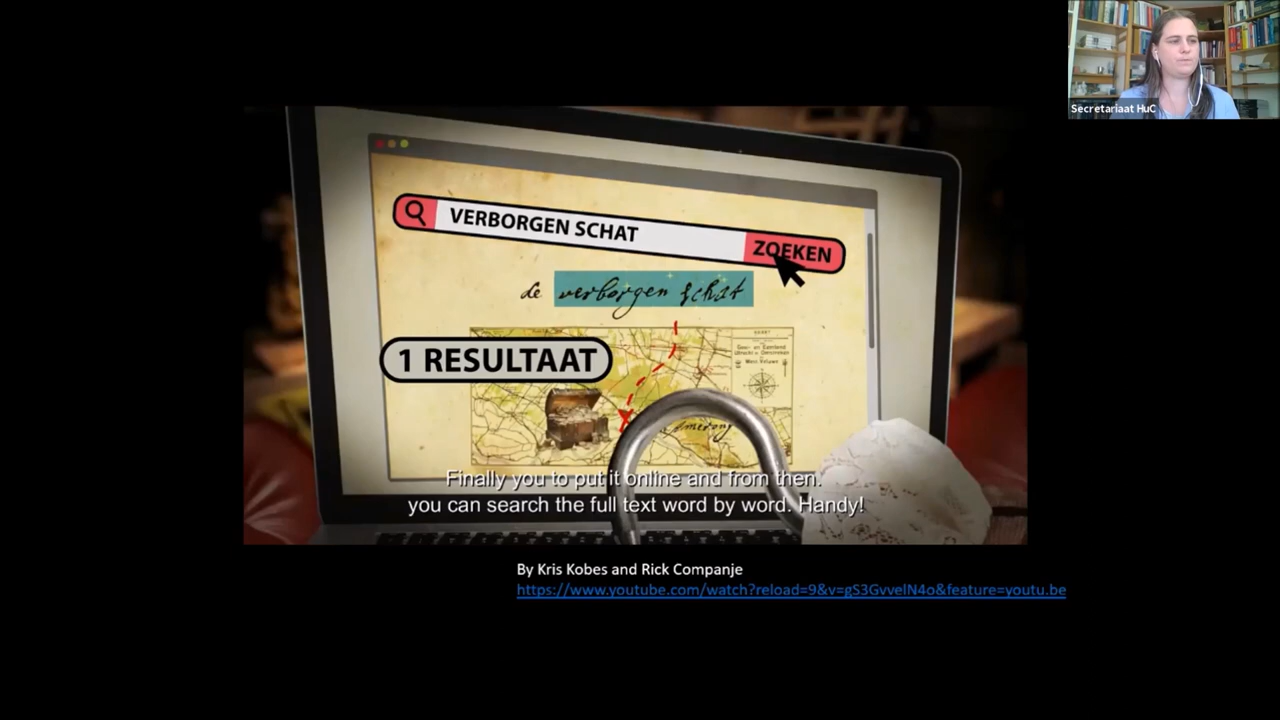 Secretariaat HuC
VERBORGEN SCHAT
ZOEKEN
de verborgen schat
1 RESULTAAT
Finally you to put it online and from then.
you can search the full text word by word. Handy!
By Kris Kobes and Rick Companje
https://www.youtube.com/watch?reload=9&v=gS3GvvelN4o&feature=youtu.be